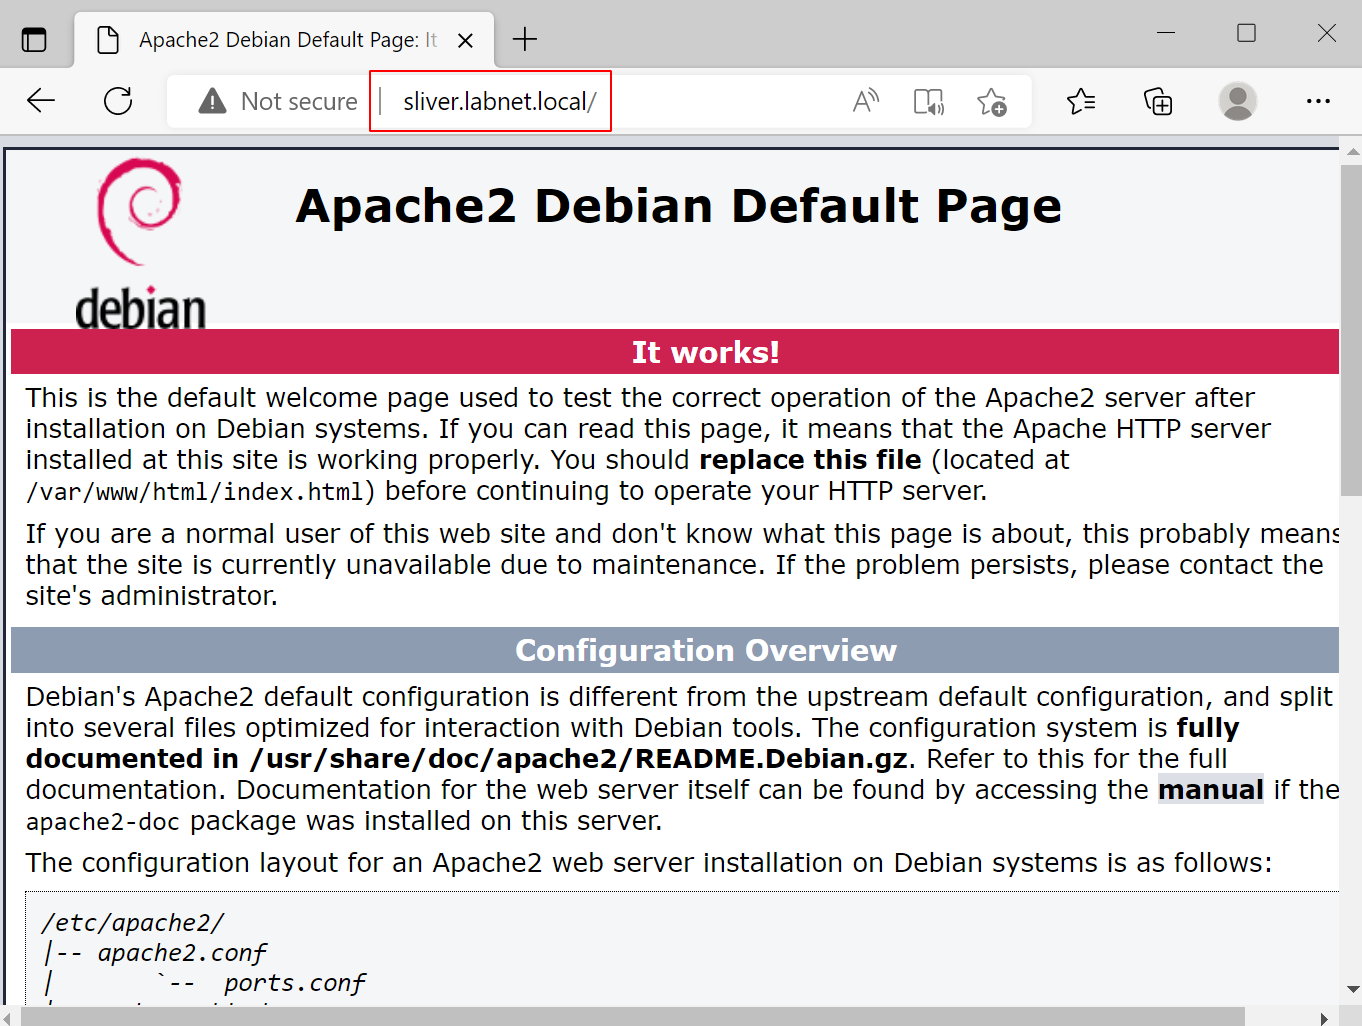 Apache2 Debian Default Page: It
Not secure | sliver.labnet.local/
debian
Apache2 Debian Default Page
It works!
This is the default welcome page used to test the correct operation of the Apache2 server after
installation on Debian systems. If you can read this page, it means that the Apache HTTP server
installed at this site is working properly. You should replace this file (located at
/var/www/html/index.html) before continuing to operate your HTTP server.
If you are a normal user of this web site and don't know what this page is about, this probably means
that the site is currently unavailable due to maintenance. If the problem persists, please contact the
site's administrator.
Configuration Overview
Debian's Apache2 default configuration is different from the upstream default configuration, and split
into several files optimized for interaction with Debian tools. The configuration system is fully
documented in /usr/share/doc/apache2/README.Debian.gz. Refer to this for the full
documentation. Documentation for the web server itself can be found by accessing the manual if the
apache2-doc package was installed on this server.
The configuration layout for an Apache2 web server installation on Debian systems is as follows:
/etc/apache2/
|-- apache2.conf
|       `--  ports.conf